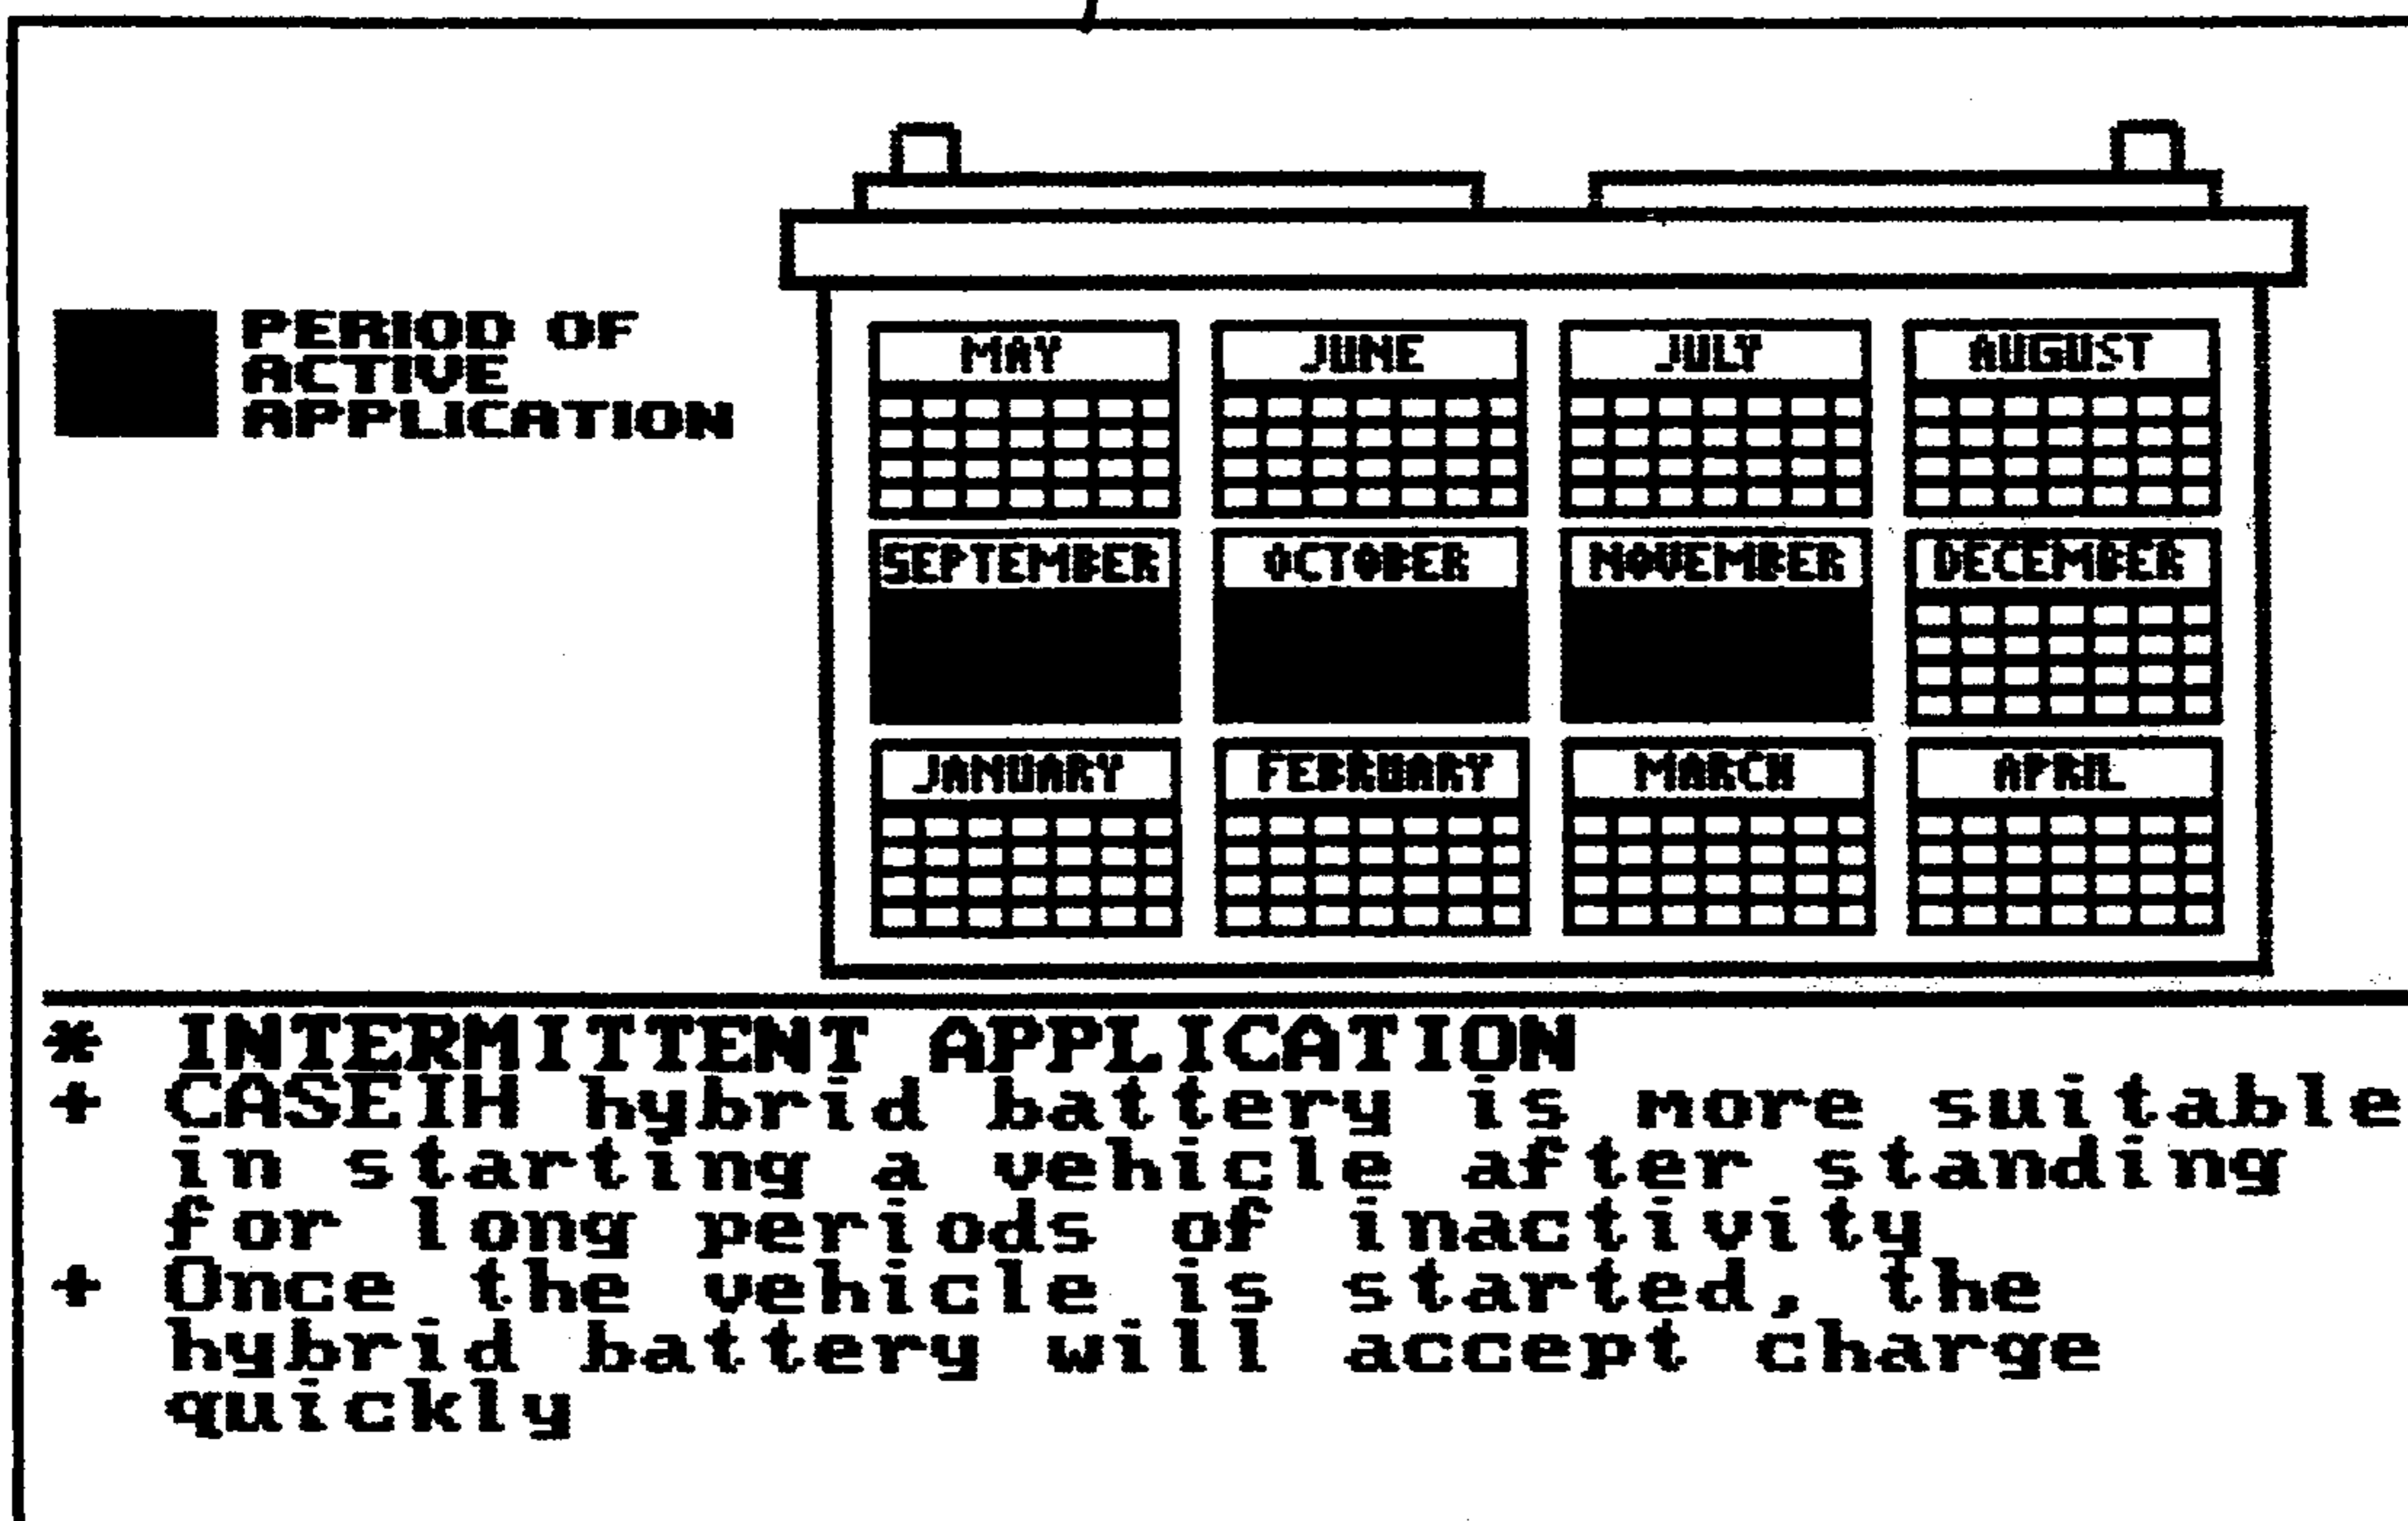 PERIOD OF
ACTIVE
APPLICATION
MAY JUNE JULY AUGUST
SEPTEMBER OCTOBER NOVEMBER DECEMBER
JANUARY FEBRUARY MARCH APRIL
* INTERMITTENT APPLICATION
+ CASEIH hybrid battery is more suitable
in starting a vehicle after standing
for long periods of inactivity
+ Once the vehicle is started, the
hybrid battery will accept charge
quickly